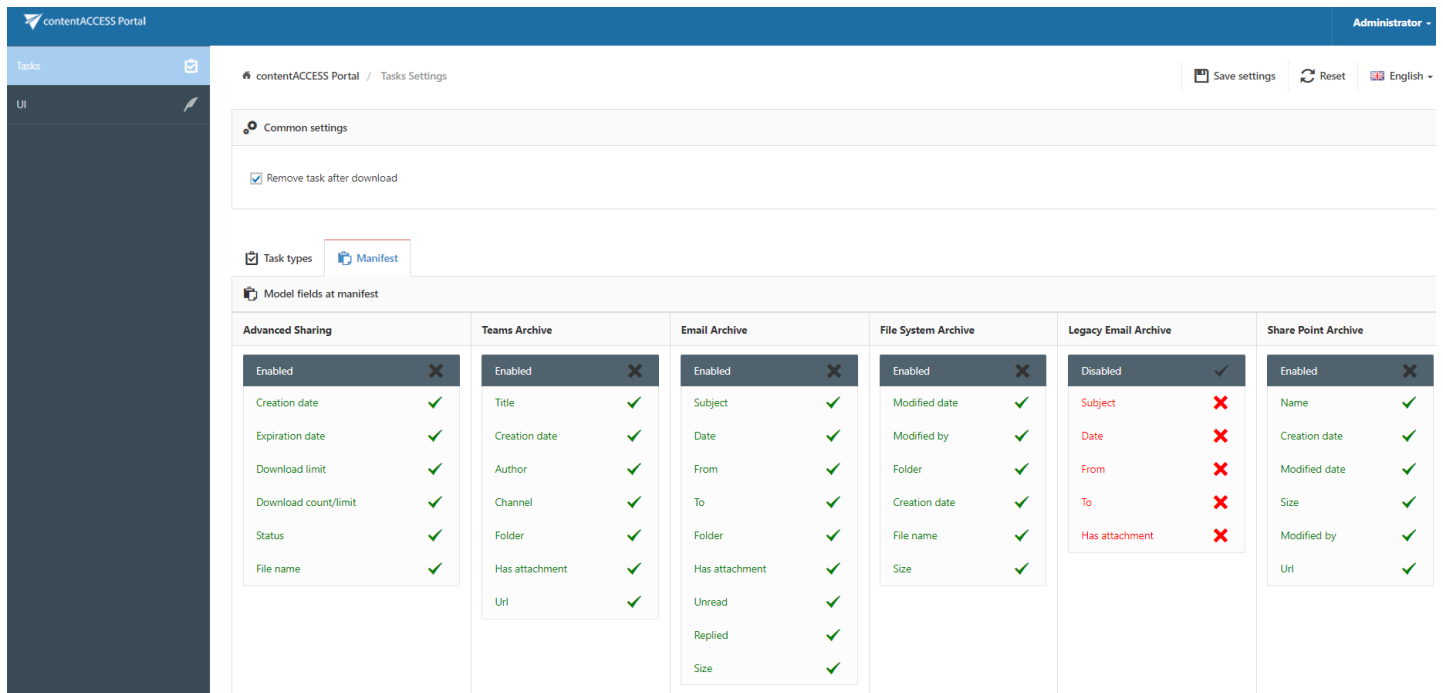 contentACCESS Portal
Administrator
Tasks
UI
contentACCESS Portal / Tasks Settings
Save settings
Reset
English
Common settings
Remove task after download
Task types
Manifest
Model fields at manifest
Advanced Sharing
Enabled
Creation date
Expiration date
Download limit
Download count/limit
Status
File name
Teams Archive
Enabled
Title
Creation date
Author
Channel
Folder
Has attachment
Url
Email Archive
Enabled
Subject
Date
From
To
Folder
Has attachment
Unread
Replied
Size
File System Archive
Enabled
Modified date
Modified by
Folder
Creation date
File name
Size
Legacy Email Archive
Disabled
Subject
Date
From
To
Has attachment
Share Point Archive
Enabled
Name
Creation date
Modified date
Size
Modified by
Url